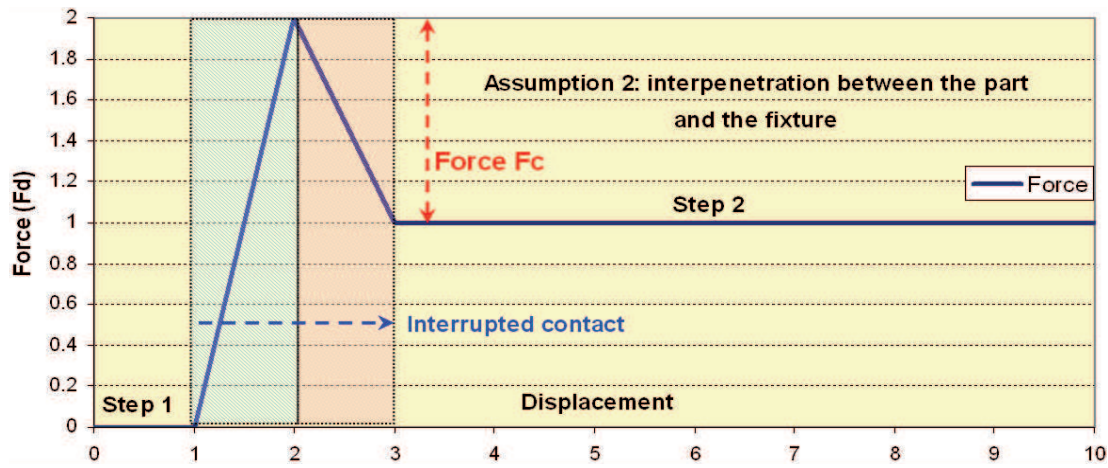 2
1.8
1.6
1.4
1.2
1
0.8
0.6
0.4
0.2
0
Force (Fd)
Assumption 2: interpenetration between the part
and the fixture
Force Fc
Force
Step 2
Interrupted contact
Step 1
Displacement
0 1 2 3 4 5 6 7 8 9 10